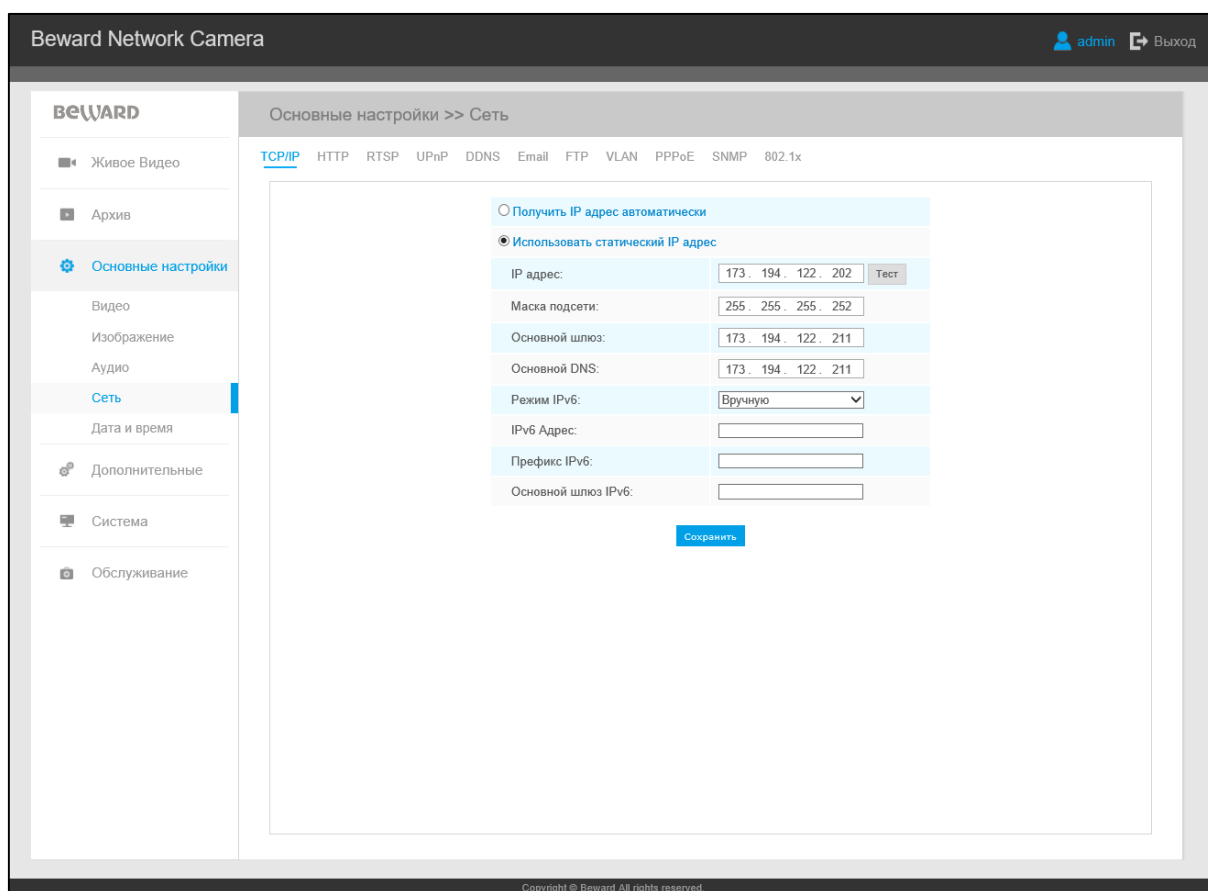 Beward Network Camera
admin Выход
BEWARD
Основные настройки >> Сеть
Живое Видео
Архив
Основные настройки
Видео
Изображение
Аудио
Сеть
Дата и время
Дополнительные
Система
Обслуживание
TCP/IP HTTP RTSP UPnP DDNS Email FTP VLAN PPPoE SNMP 802.1x
Получить IP адрес автоматически
Использовать статический IP адрес
IP адрес: 173. 194. 122. 202 Тест
Маска подсети: 255. 255. 255. 252
Основной шлюз: 173. 194. 122. 211
Основной DNS: 173. 194. 122. 211
Режим IPv6: Вручную
IPv6 Адрес:
Префикс IPv6:
Основной шлюз IPv6:
Сохранить
Copyright © Beward All rights reserved.